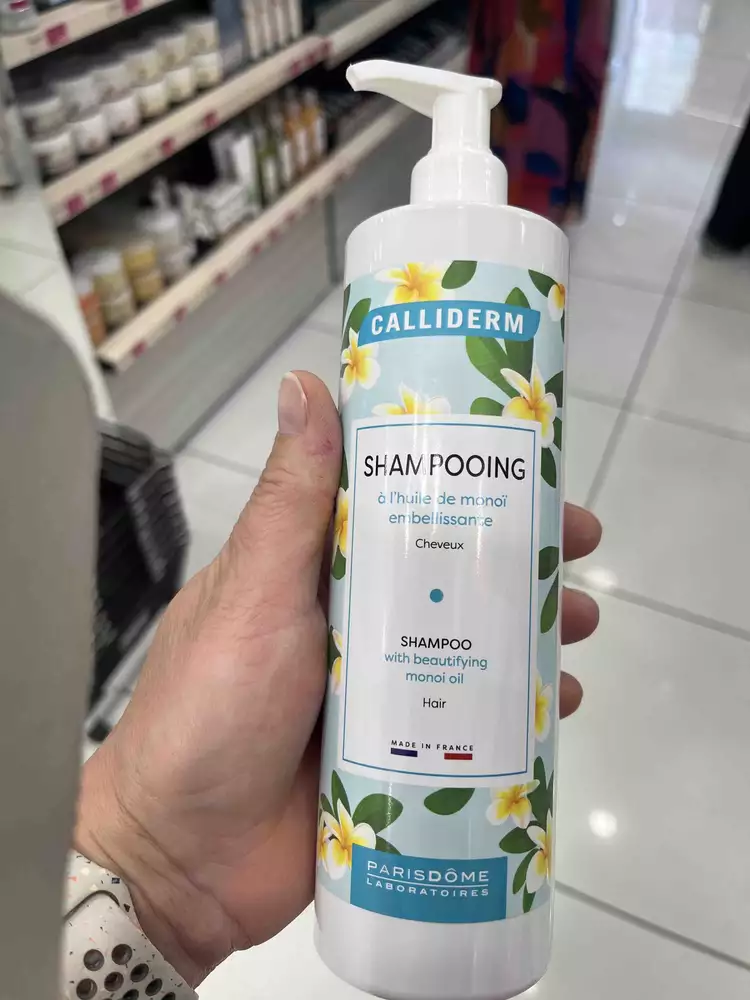 CALLIDERM
SHAMPOOING
à l'huile de monoï
embellissante
Cheveux
SHAMPOO
with beautifying
monoi oil
Hair
MADE IN FRANCE
PARISDÔME
LABORATOIRES